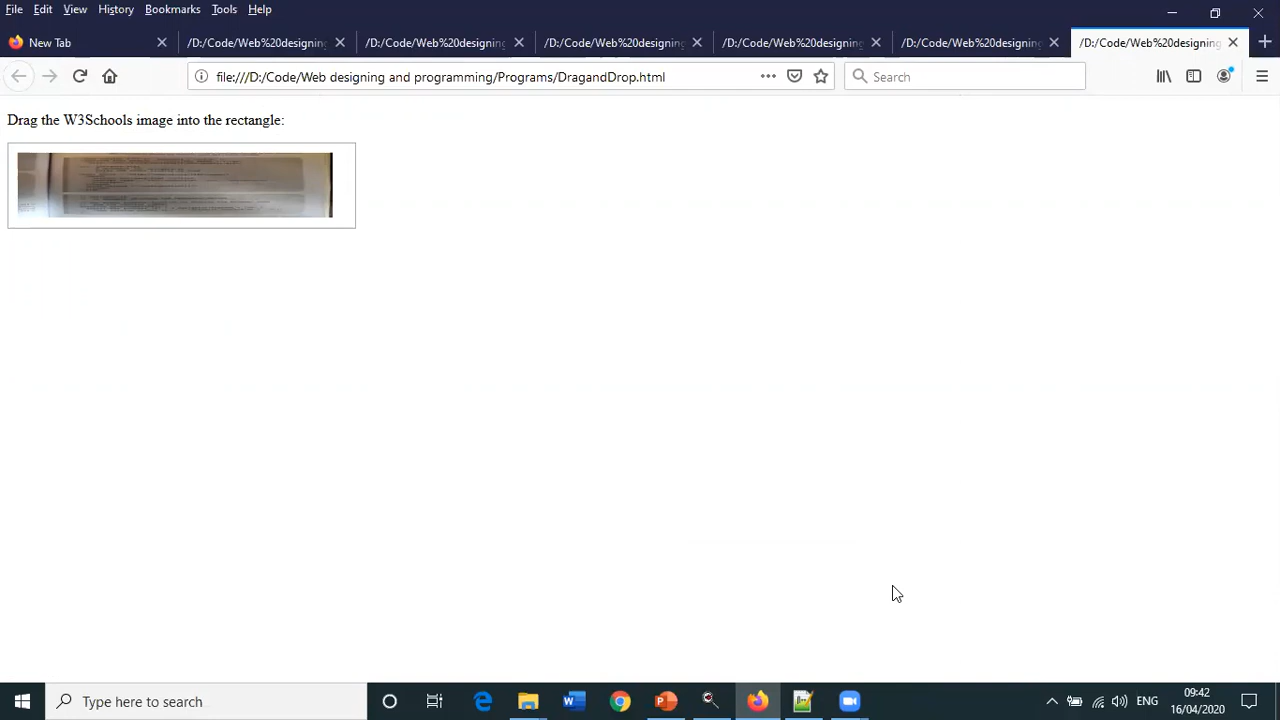 File Edit View History Bookmarks Tools Help
New Tab /D:/Code/Web%20designing /D:/Code/Web%20designing /D:/Code/Web%20designing /D:/Code/Web%20designing /D:/Code/Web%20designing /D:/Code/Web%20designing
file:///D:/Code/Web designing and programming/Programs/DragandDrop.html Search
Drag the W3Schools image into the rectangle:
Type here to search ENG 09:42
16/04/2020